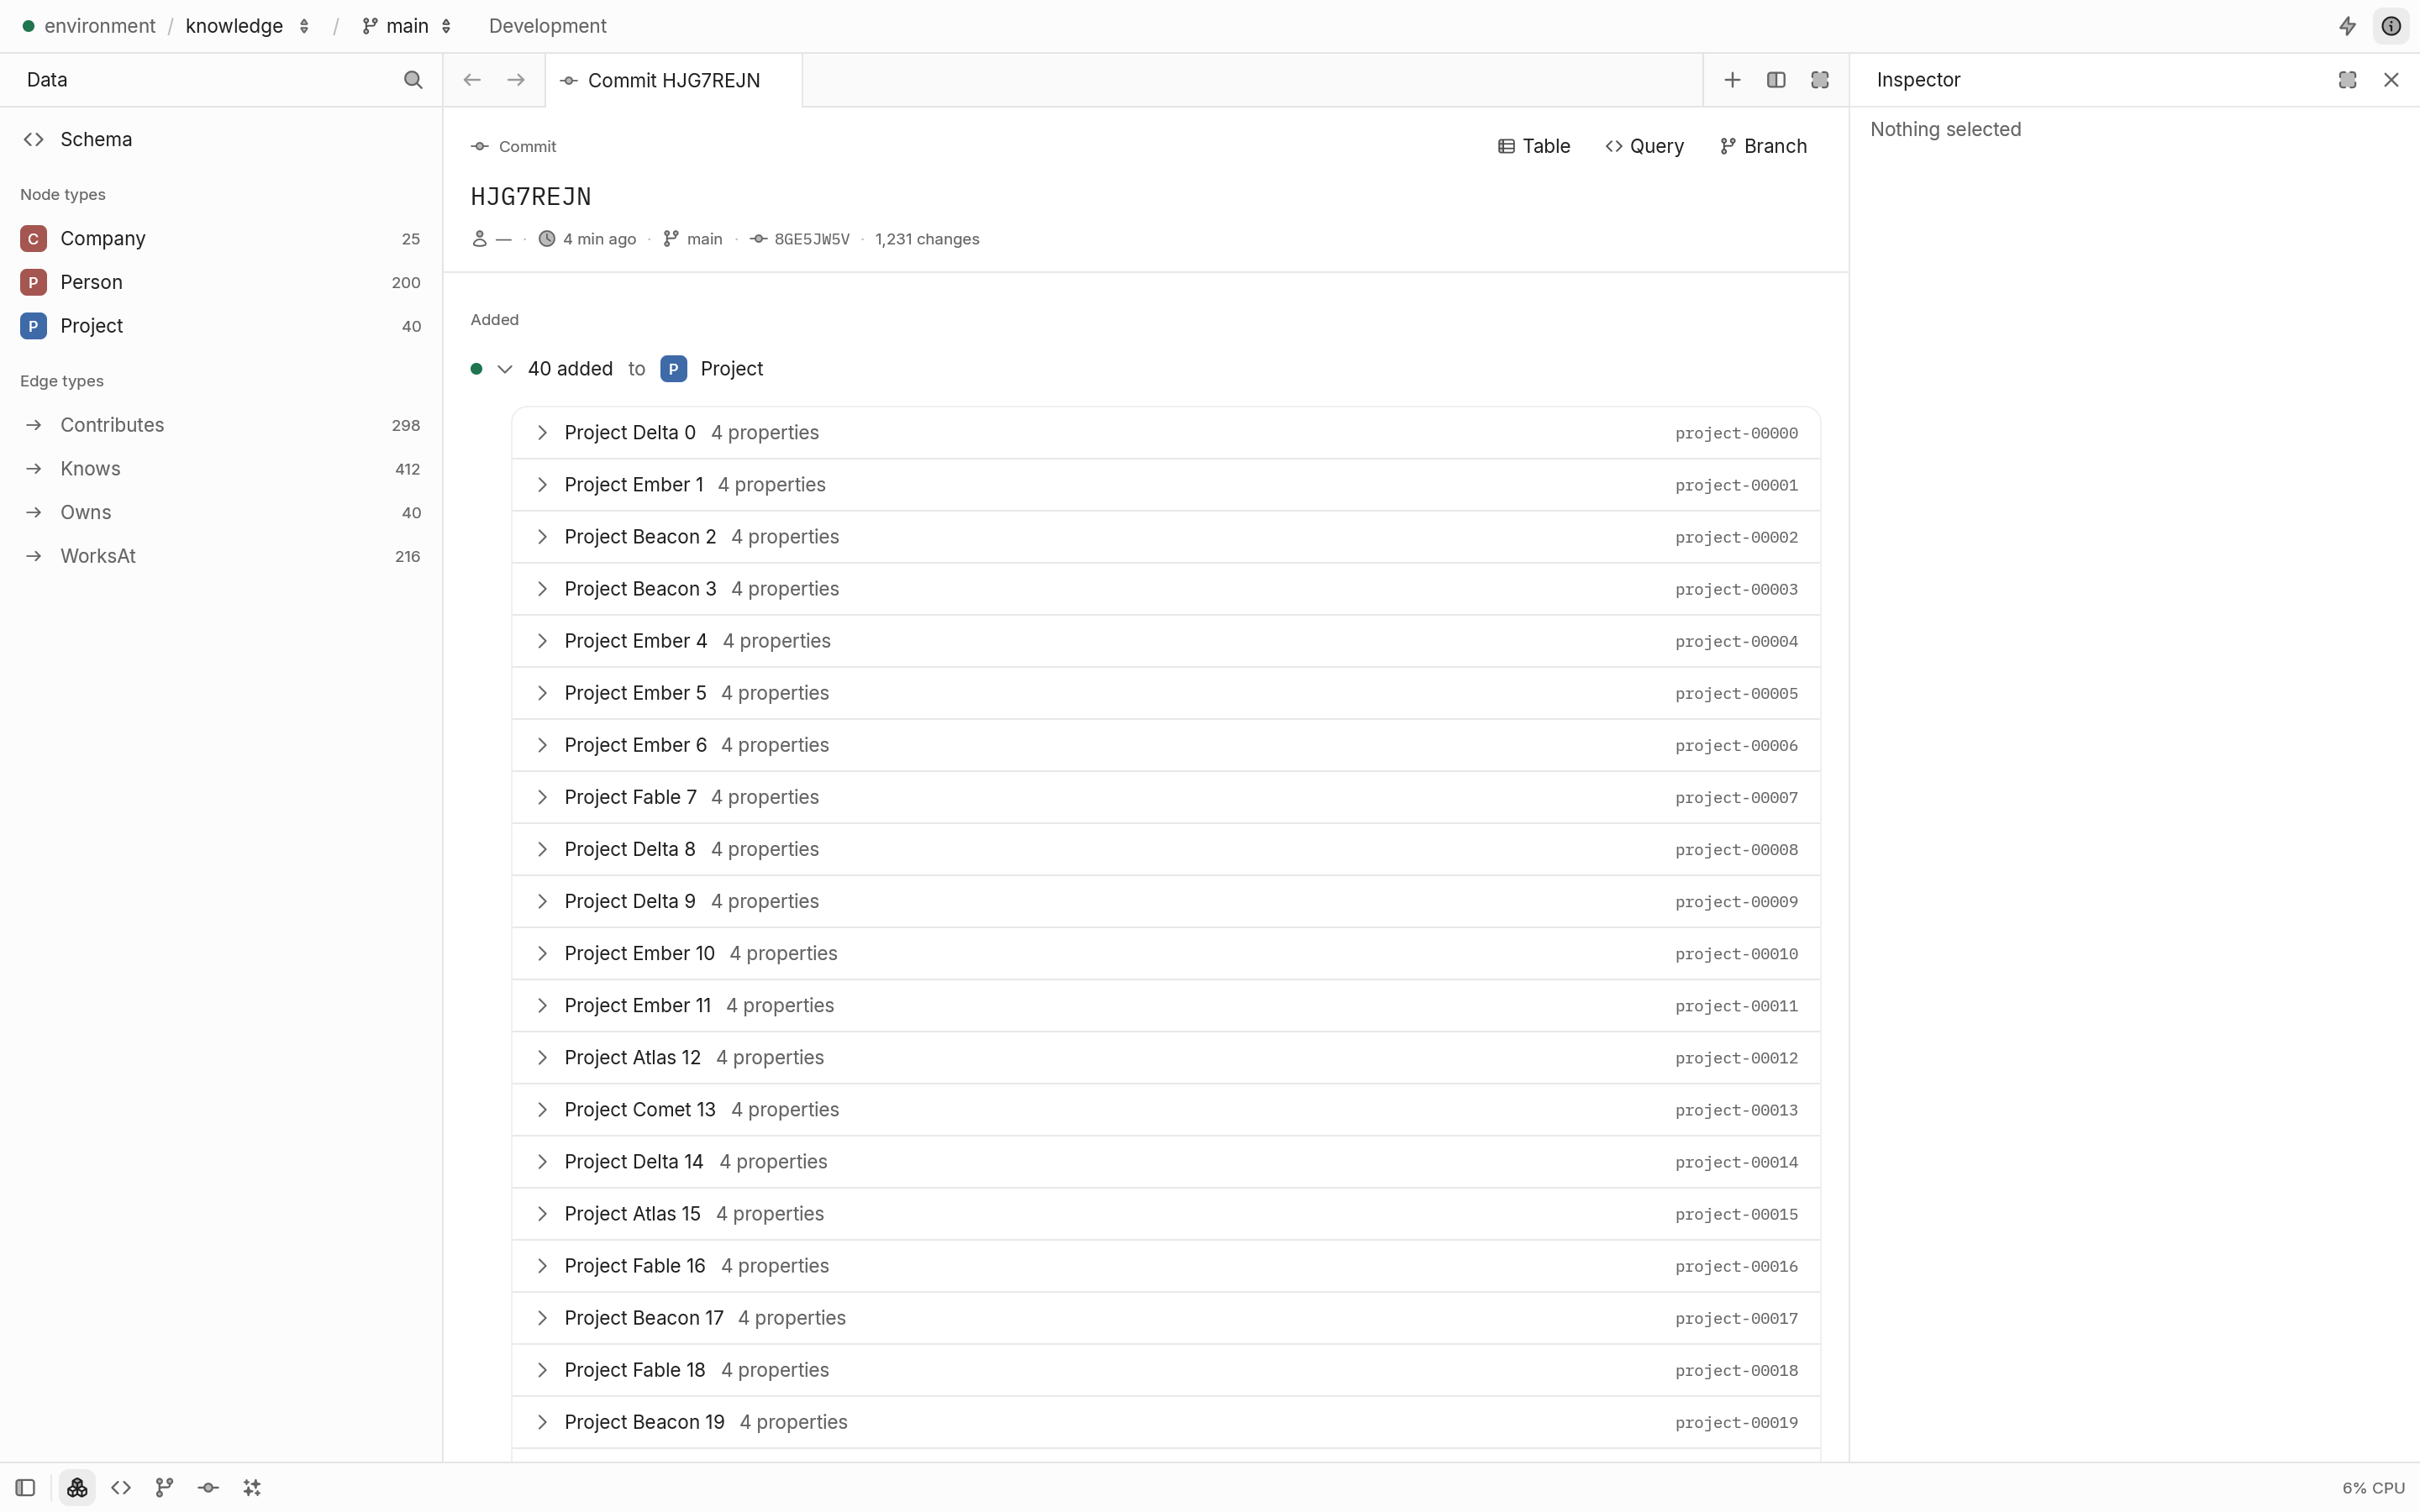 environment / knowledge / main Development
Data
Commit HJG7REJN
Inspector
Schema
Node types
C Company 25
P Person 200
P Project 40
Edge types
Contributes 298
Knows 412
Owns 40
WorksAt 216
Commit
Table Query Branch
HJG7REJN
— · 4 min ago · main · 8GE5JW5V · 1,231 changes
Added
40 added to P Project
Project Delta 0 4 properties project-00000
Project Ember 1 4 properties project-00001
Project Beacon 2 4 properties project-00002
Project Beacon 3 4 properties project-00003
Project Ember 4 4 properties project-00004
Project Ember 5 4 properties project-00005
Project Ember 6 4 properties project-00006
Project Fable 7 4 properties project-00007
Project Delta 8 4 properties project-00008
Project Delta 9 4 properties project-00009
Project Ember 10 4 properties project-00010
Project Ember 11 4 properties project-00011
Project Atlas 12 4 properties project-00012
Project Comet 13 4 properties project-00013
Project Delta 14 4 properties project-00014
Project Atlas 15 4 properties project-00015
Project Fable 16 4 properties project-00016
Project Beacon 17 4 properties project-00017
Project Fable 18 4 properties project-00018
Project Beacon 19 4 properties project-00019
Nothing selected
6% CPU